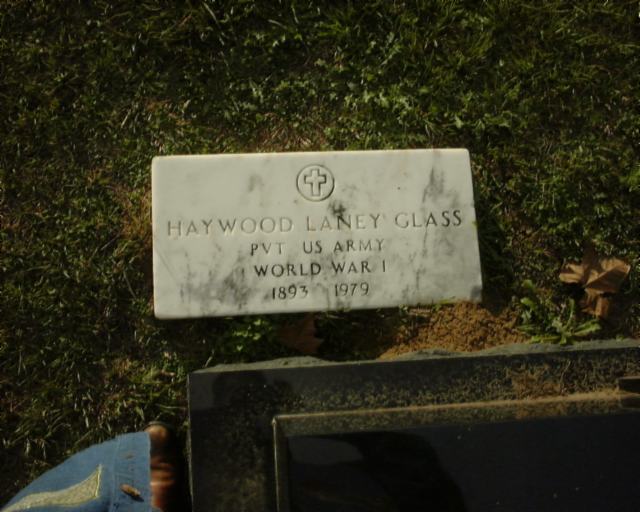 HAYWOOD LANEY GLASS
PVT US ARMY
WORLD WAR I
1893 1979